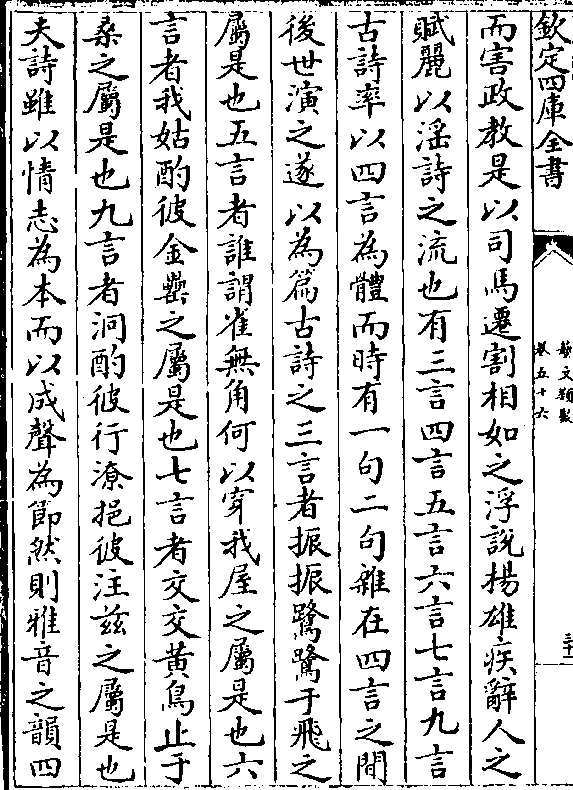 欽定四庫全書
藝文類聚
卷五十六
三十二
而害政教是以司馬遷割相如之浮說揚雄疾辭人之
賦麗以淫詩之流也有三言四言五言六言七言九言
古詩率以四言為體而時有一句二句雜在四言之間
後世演之遂以為篇古詩之三言者振振鷺鷺于飛之
屬是也五言者誰謂雀無角何以穿我屋之屬是也六
言者我姑酌彼金罍之屬是也七言者交交黃鳥止于
桑之屬是也九言者泂酌彼行潦挹彼注兹之屬是也
夫詩雖以情志為本而以成聲為節然則雅音之韻四